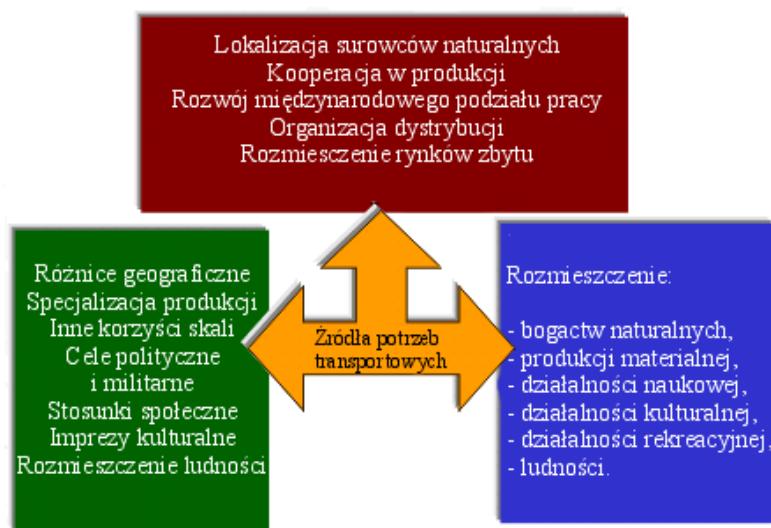 Lokalizacja surowców naturalnych
Kooperacja w produkcji
Rozwój międzynarodowego podziału pracy
Organizacja dystrybucji
Rozmiesczenie rynków zbytu
Różnice geograficzne
Specjalizacja produkcji
Inne korzyści skali
Cele polityczne
i militarne
Stosunki społeczne
Imprezy kulturalne
Rozmieszczenie ludności
Źródła potrzeb
transportowych
Rozmieszczenie:
- bogactw naturalnych,
- produkcji materialnej,
- działalności naukowej,
- działalności kulturalnej,
- działalności rekreacyjnej,
- ludności.